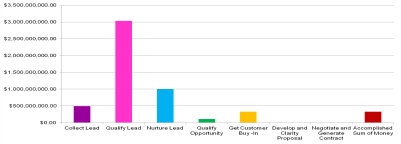 $3,500,000,000.00
$3,000,000,000.00
$2,500,000,000.00
$2,000,000,000.00
$1,500,000,000.00
$1,000,000,000.00
$500,000,000.00
$0.00
Collect Lead
Qualify Lead
Nurture Lead
Qualify
Opportunity
Get Customer
Buy -In
Develop and
Clarify
Proposal
Negotiate and
Generate
Contract
Accomplished
Sum of Money